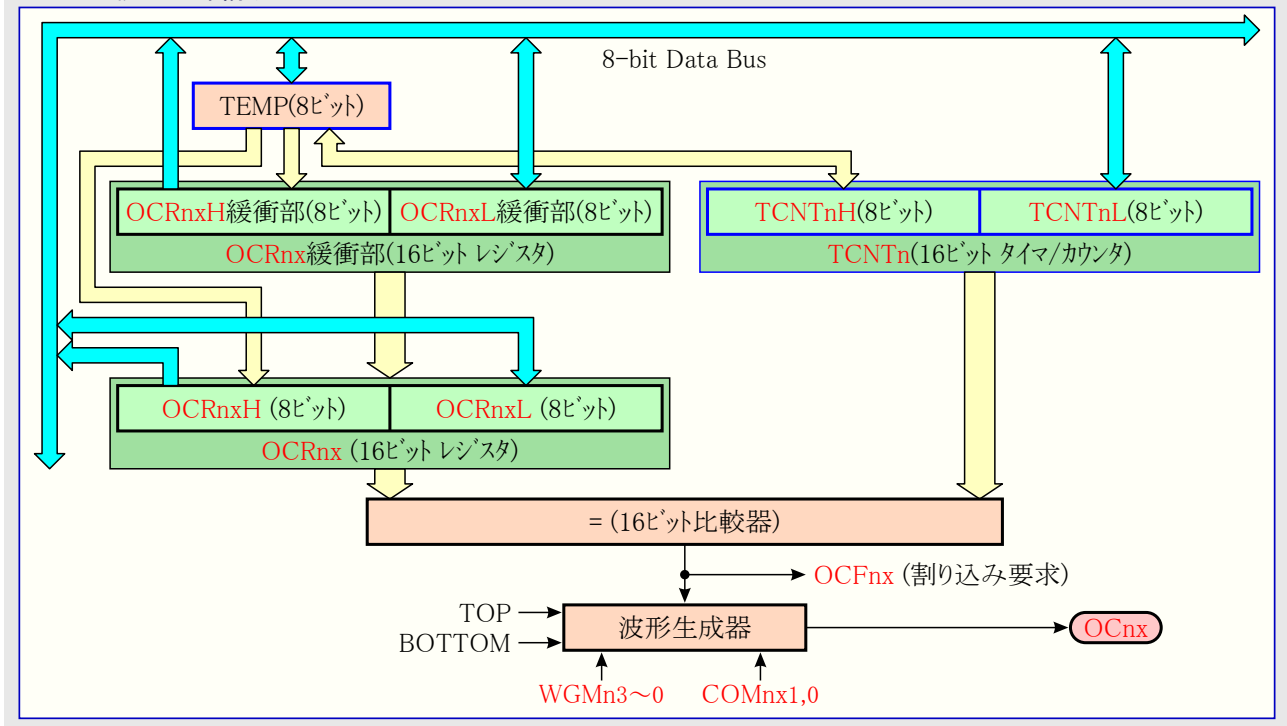 8-bit Data Bus
TEMP(8ビット)
OCRnxH緩衝部(8ビット) OCRnxL緩衝部(8ビット)
TCNTnH(8ビット) TCNTnL(8ビット)
OCRnx緩衝部(16ビット レジスタ)
TCNTn(16ビット タイマ/カウンタ)
OCRnxH (8ビット) OCRnxL (8ビット)
OCRnx (16ビット レジスタ)
= (16ビット比較器)
OCFnx (割り込み要求)
TOP
BOTTOM
波形生成器
OCnx
WGMn3～0 COMnx1,0